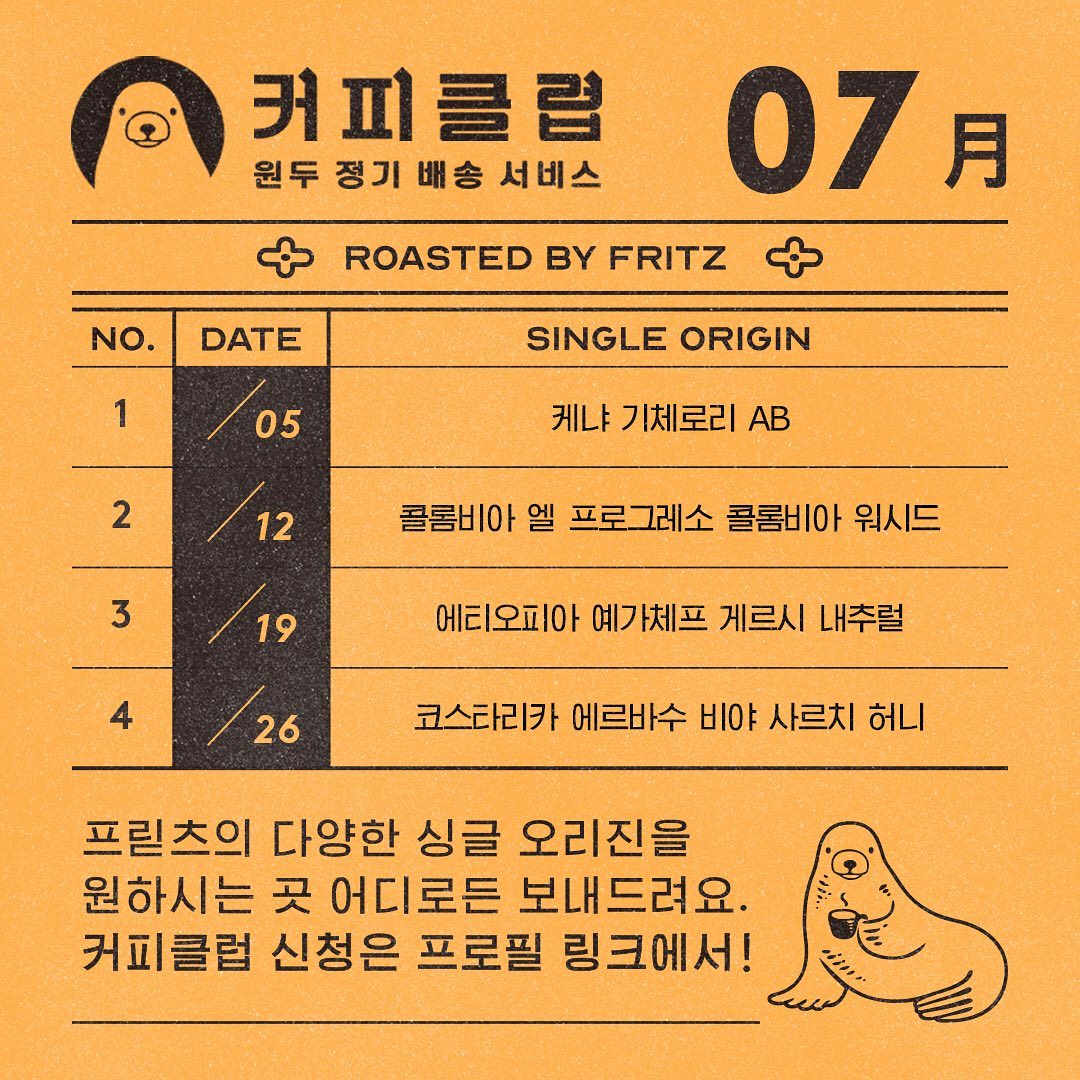 커피클럽
원두 정기 배송 서비스
07月
ROASTED BY FRITZ
NO. DATE SINGLE ORIGIN
1 /05 케냐 기체로리 AB
2 /12 콜롬비아 엘 프로그레소 콜롬비아 워시드
3 /19 에티오피아 예가체프 게르시 내추럴
4 /26 코스타리카 에르바수 비야 사르치 허니
프릳츠의 다양한 싱글 오리진을
원하시는 곳 어디로든 보내드려요.
커피클럽 신청은 프로필 링크에서!